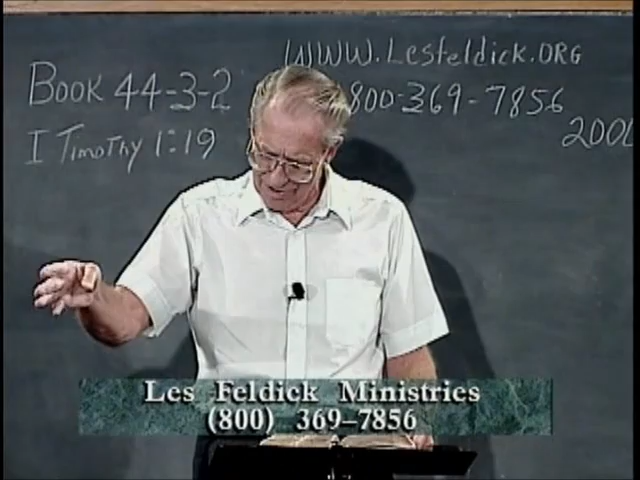 WWW.Lesfeldick.ORG
Book 44-3-2
800-369-7856
I Timothy 1:19
Les Feldick Ministries
(800) 369-7856